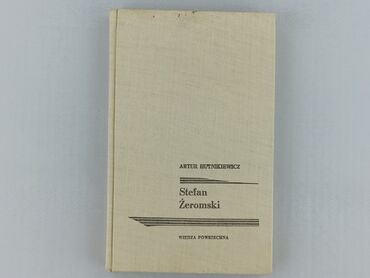 ARTUR HUTNIKIEWICZ
Stefan
Żeromski
WIEDZA POWSZECHNA